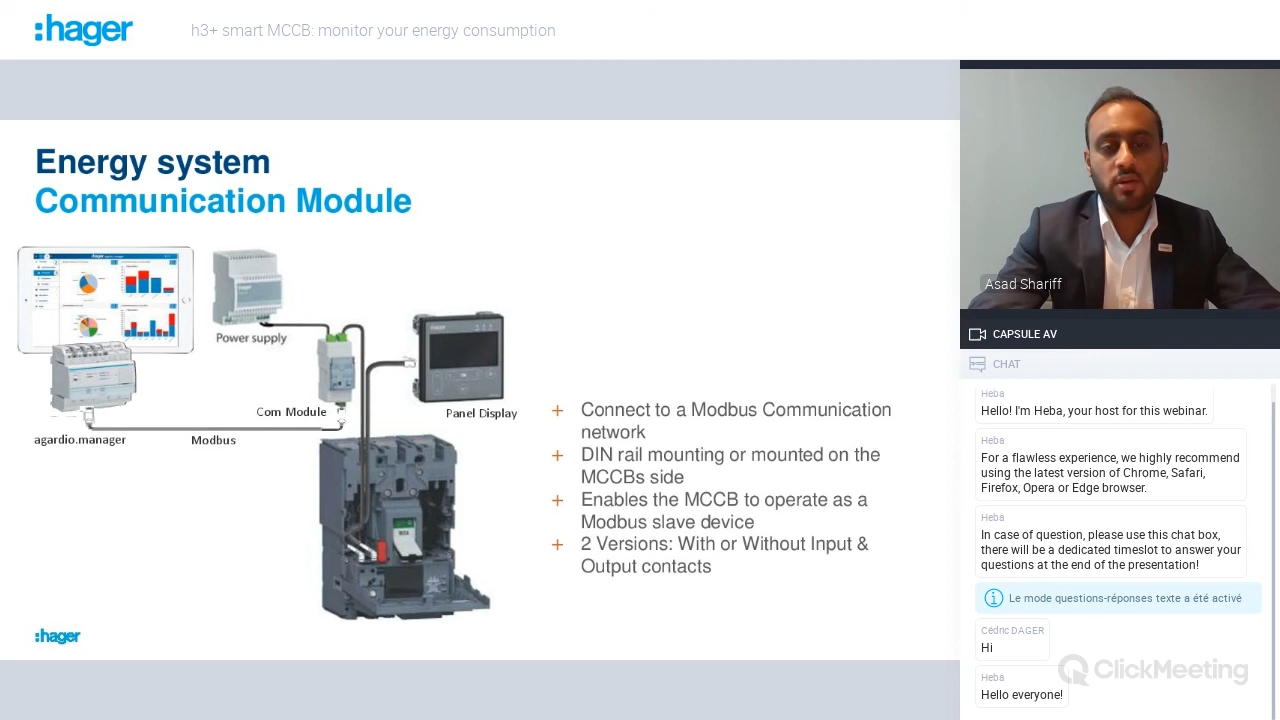 :hager
h3+ smart MCCB: monitor your energy consumption
Energy system
Communication Module
Power supply
Com Module
Panel Display
agardio.manager
Modbus
+ Connect to a Modbus Communication
network
+ DIN rail mounting or mounted on the
MCCBs side
+ Enables the MCCB to operate as a
Modbus slave device
+ 2 Versions: With or Without Input &
Output contacts
:hager
Asad Shariff
CAPSULE AV
CHAT
Heba
Hello! I'm Heba, your host for this webinar.
Heba
For a flawless experience, we highly recommend
using the latest version of Chrome, Safari,
Firefox, Opera or Edge browser.
Heba
In case of question, please use this chat box,
there will be a dedicated timeslot to answer your
questions at the end of the presentation!
Le mode questions-réponses texte a été activé
Cédric DAGER
Hi
Heba
Hello everyone!
ClickMeeting